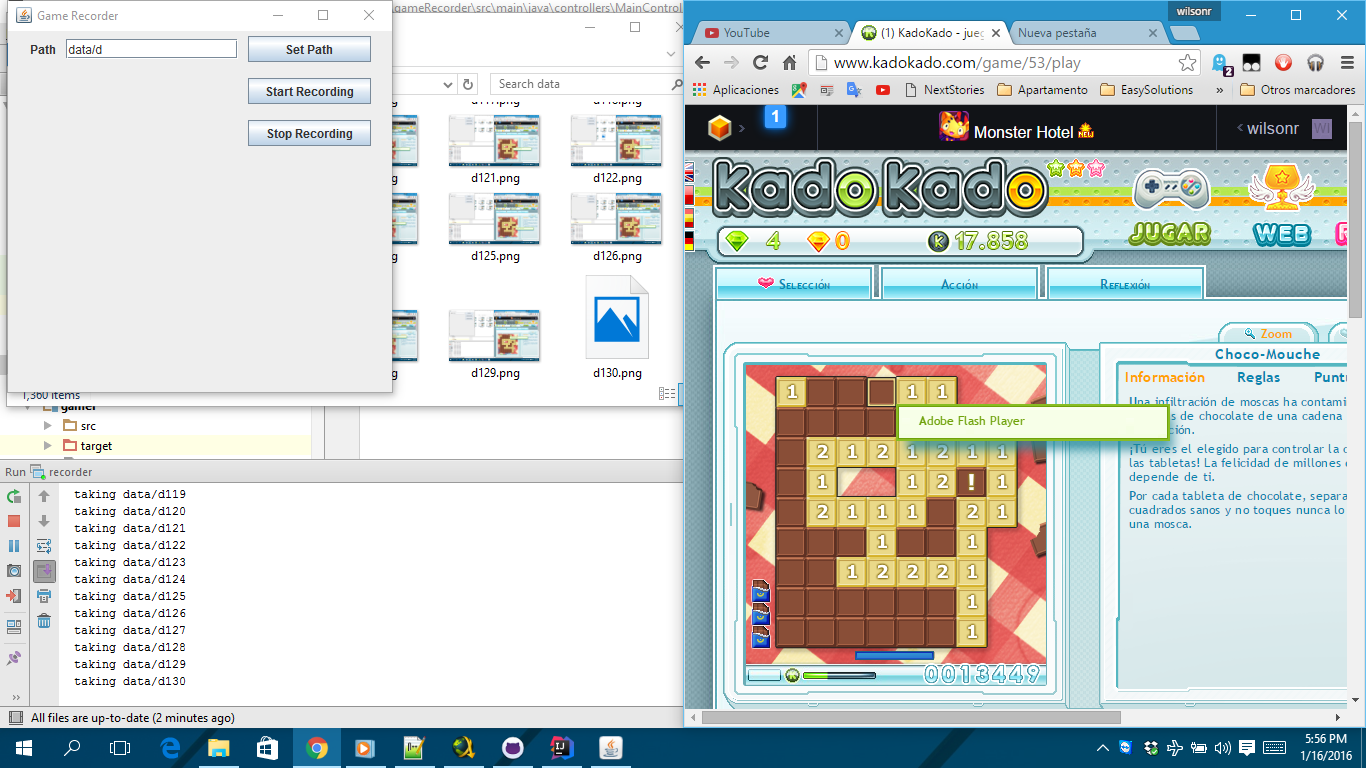 Game Recorder
Path data/d Set Path
Start Recording
Stop Recording
.gameRecorder\src\main\java\controllers\MainControl
Search data
d121.png d122.png
d125.png d126.png
d129.png d130.png
1,360 items
gamer
src
target
Run recorder
taking data/d119
taking data/d120
taking data/d121
taking data/d122
taking data/d123
taking data/d124
taking data/d125
taking data/d126
taking data/d127
taking data/d128
taking data/d129
taking data/d130
All files are up-to-date (2 minutes ago)
wilsonr
YouTube (1) KadoKado - jueg Nueva pestaña
www.kadokado.com/game/53/play
2
Aplicaciones NextStories Apartamento EasySolutions » Otros marcadores
1 Monster Hotel NEW wilsonr WI
kado kado
4 0 K 17.858 JUGAR WEB
Selección Acción Reflexión
Zoom
Choco-Mouche
Información Reglas Puntu
Una infiltración de moscas ha contami
s de chocolate de una cadena
ción.
¡Tú eres el elegido para controlar la c
las tabletas! La felicidad de millones
depende de ti.
Por cada tableta de chocolate, separa
cuadrados sanos y no toques nunca lo
una mosca.
Adobe Flash Player
1 1 1
2 1 2 1 2 1 1
1 1 2 ! 1
2 1 1 1 2 1
1 1
1 2 2 2 1
1
1
0013449
5:56 PM
1/16/2016